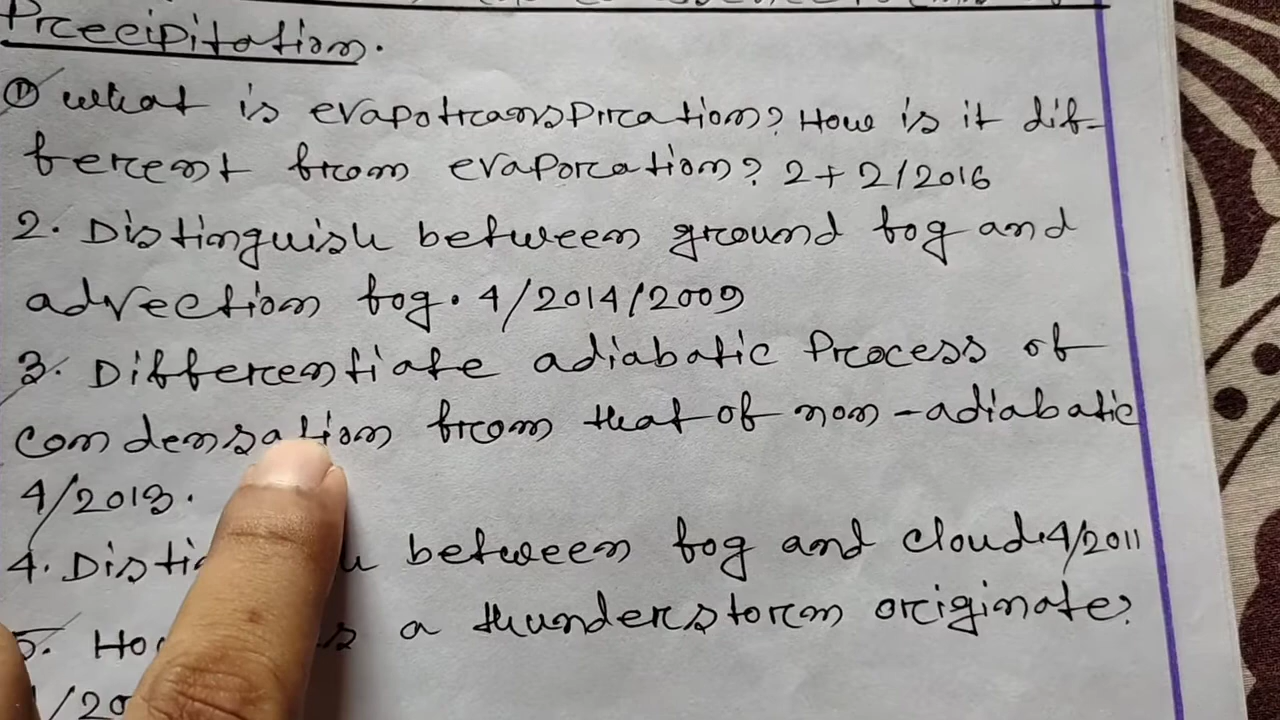 Precipitation.
① What is evapotranspiration? How is it dif-
ferent from evaporation? 2+2/2016
2. Distinguish between ground fog and
advection fog. 4/2014/2009
3. Differentiate adiabatic Process of
condensation from that of non-adiabatic
4/2013.
4. between fog and cloud. 4/2011
5. a thunderstorm originate?